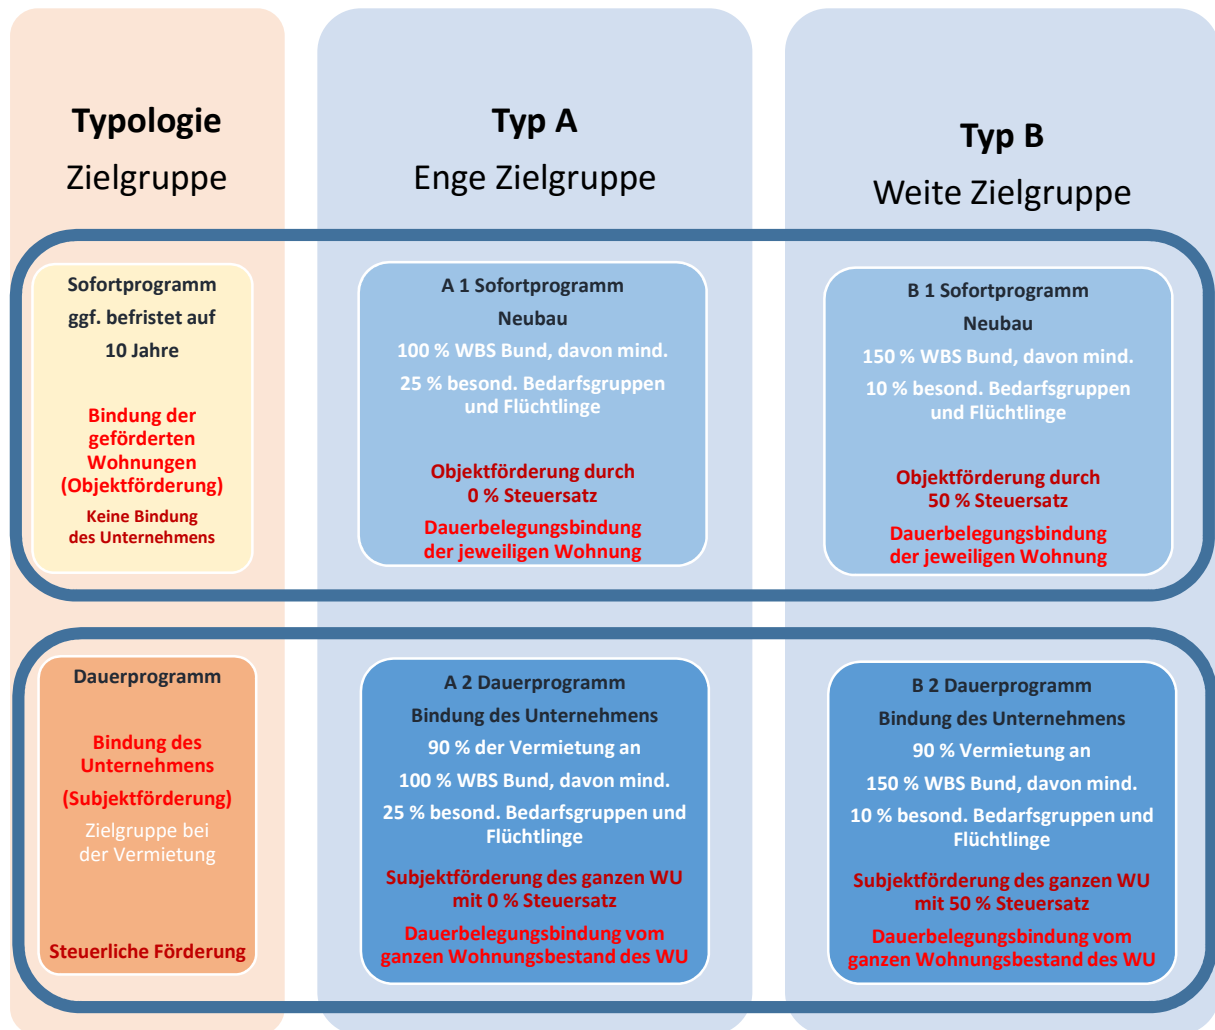 Typologie
Zielgruppe
Typ A
Enge Zielgruppe
Typ B
Weite Zielgruppe
Sofortprogramm
ggf. befristet auf
10 Jahre
Bindung der
geförderten
Wohnungen
(Objektförderung)
Keine Bindung
des Unternehmens
A 1 Sofortprogramm
Neubau
100 % WBS Bund, davon mind.
25 % besond. Bedarfsgruppen
und Flüchtlinge
Objektförderung durch
0 % Steuersatz
Dauerbelegungsbindung
der jeweiligen Wohnung
B 1 Sofortprogramm
Neubau
150 % WBS Bund, davon mind.
10 % besond. Bedarfsgruppen
und Flüchtlinge
Objektförderung durch
50 % Steuersatz
Dauerbelegungsbindung
der jeweiligen Wohnung
Dauerprogramm
Bindung des
Unternehmens
(Subjektförderung)
Zielgruppe bei
der Vermietung
Steuerliche Förderung
A 2 Dauerprogramm
Bindung des Unternehmens
90 % der Vermietung an
100 % WBS Bund, davon mind.
25 % besond. Bedarfsgruppen und
Flüchtlinge
Subjektförderung des ganzen WU
mit 0 % Steuersatz
Dauerbelegungsbindung vom
ganzen Wohnungsbestand des WU
B 2 Dauerprogramm
Bindung des Unternehmens
90 % Vermietung an
150 % WBS Bund, davon mind.
10 % besond. Bedarfsgruppen und
Flüchtlinge
Subjektförderung des ganzen WU
mit 50 % Steuersatz
Dauerbelegungsbindung vom
ganzen Wohnungsbestand des WU